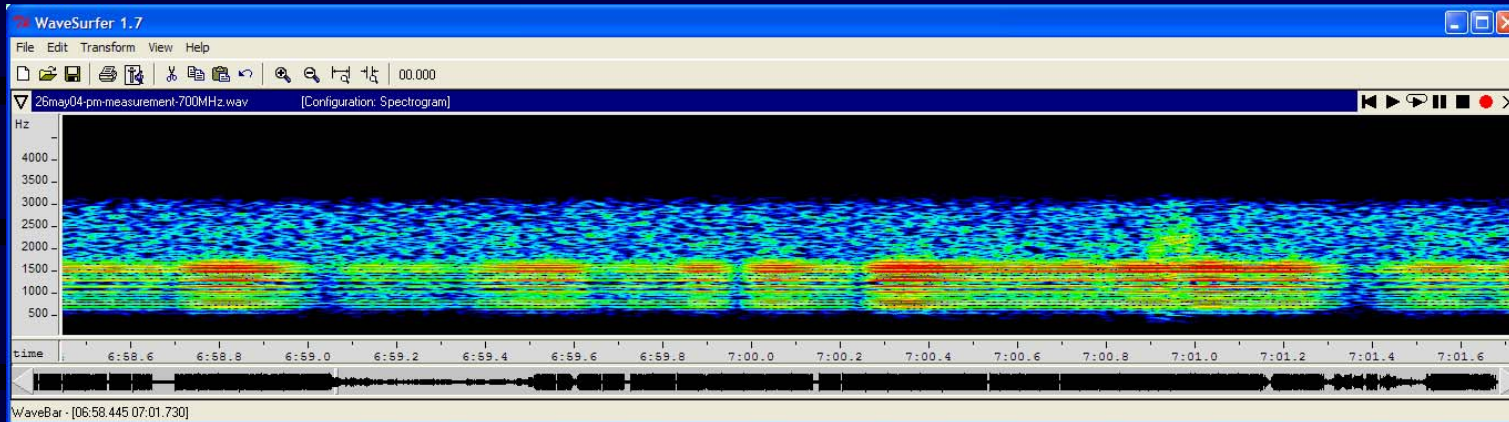 WaveSurfer 1.7
File Edit Transform View Help
00.000
26may04-pm-measurement-700MHz.wav [Configuration: Spectrogram]
Hz
4000
3500
3000
2500
2000
1500
1000
500
time 6:58.6 6:58.8 6:59.0 6:59.2 6:59.4 6:59.6 6:59.8 7:00.0 7:00.2 7:00.4 7:00.6 7:00.8 7:01.0 7:01.2 7:01.4 7:01.6
WaveBar - [06:58.445 07:01.730]